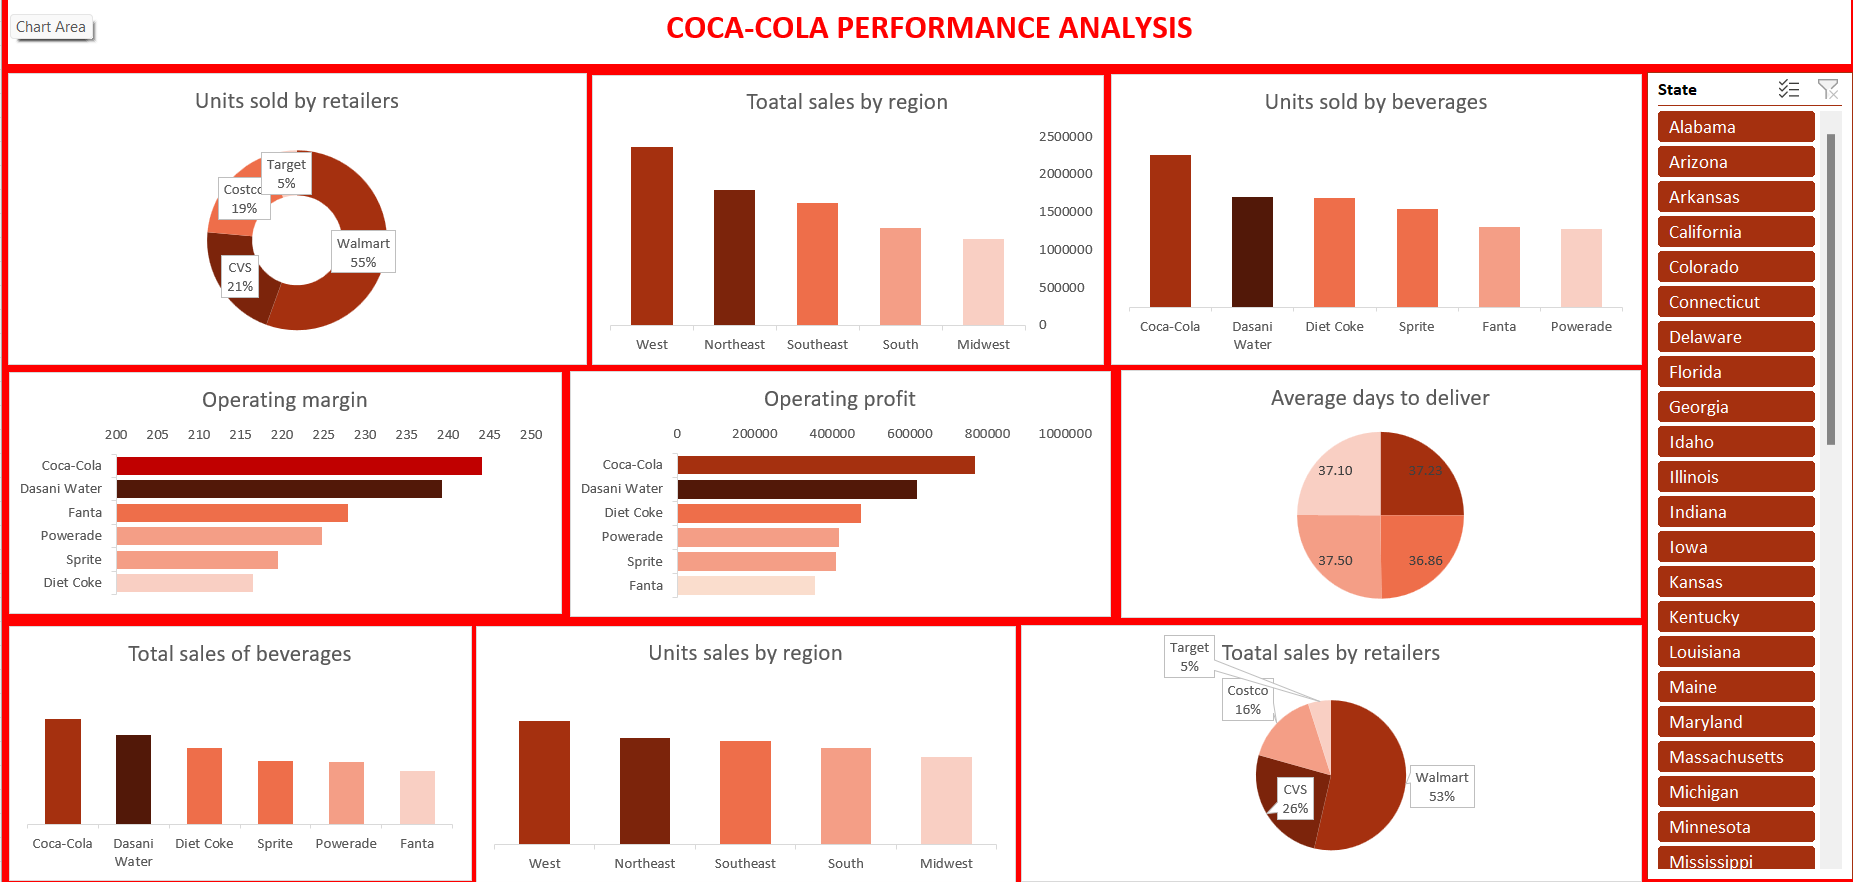 Chart Area
COCA-COLA PERFORMANCE ANALYSIS
Units sold by retailers
Target
5%
Costco
19%
Walmart
55%
CVS
21%
Toatal sales by region
2500000
2000000
1500000
1000000
500000
0
West Northeast Southeast South Midwest
Units sold by beverages
Coca-Cola Dasani Water Diet Coke Sprite Fanta Powerade
State
Alabama
Arizona
Arkansas
California
Colorado
Connecticut
Delaware
Florida
Georgia
Idaho
Illinois
Indiana
Iowa
Kansas
Kentucky
Louisiana
Maine
Maryland
Massachusetts
Michigan
Minnesota
Mississippi
Operating margin
200 205 210 215 220 225 230 235 240 245 250
Coca-Cola
Dasani Water
Fanta
Powerade
Sprite
Diet Coke
Operating profit
0 200000 400000 600000 800000 1000000
Coca-Cola
Dasani Water
Diet Coke
Powerade
Sprite
Fanta
Average days to deliver
37.10 37.23
37.50 36.86
Total sales of beverages
Coca-Cola Dasani Water Diet Coke Sprite Powerade Fanta
Units sales by region
West Northeast Southeast South Midwest
Toatal sales by retailers
Target
5%
Costco
16%
Walmart
53%
CVS
26%